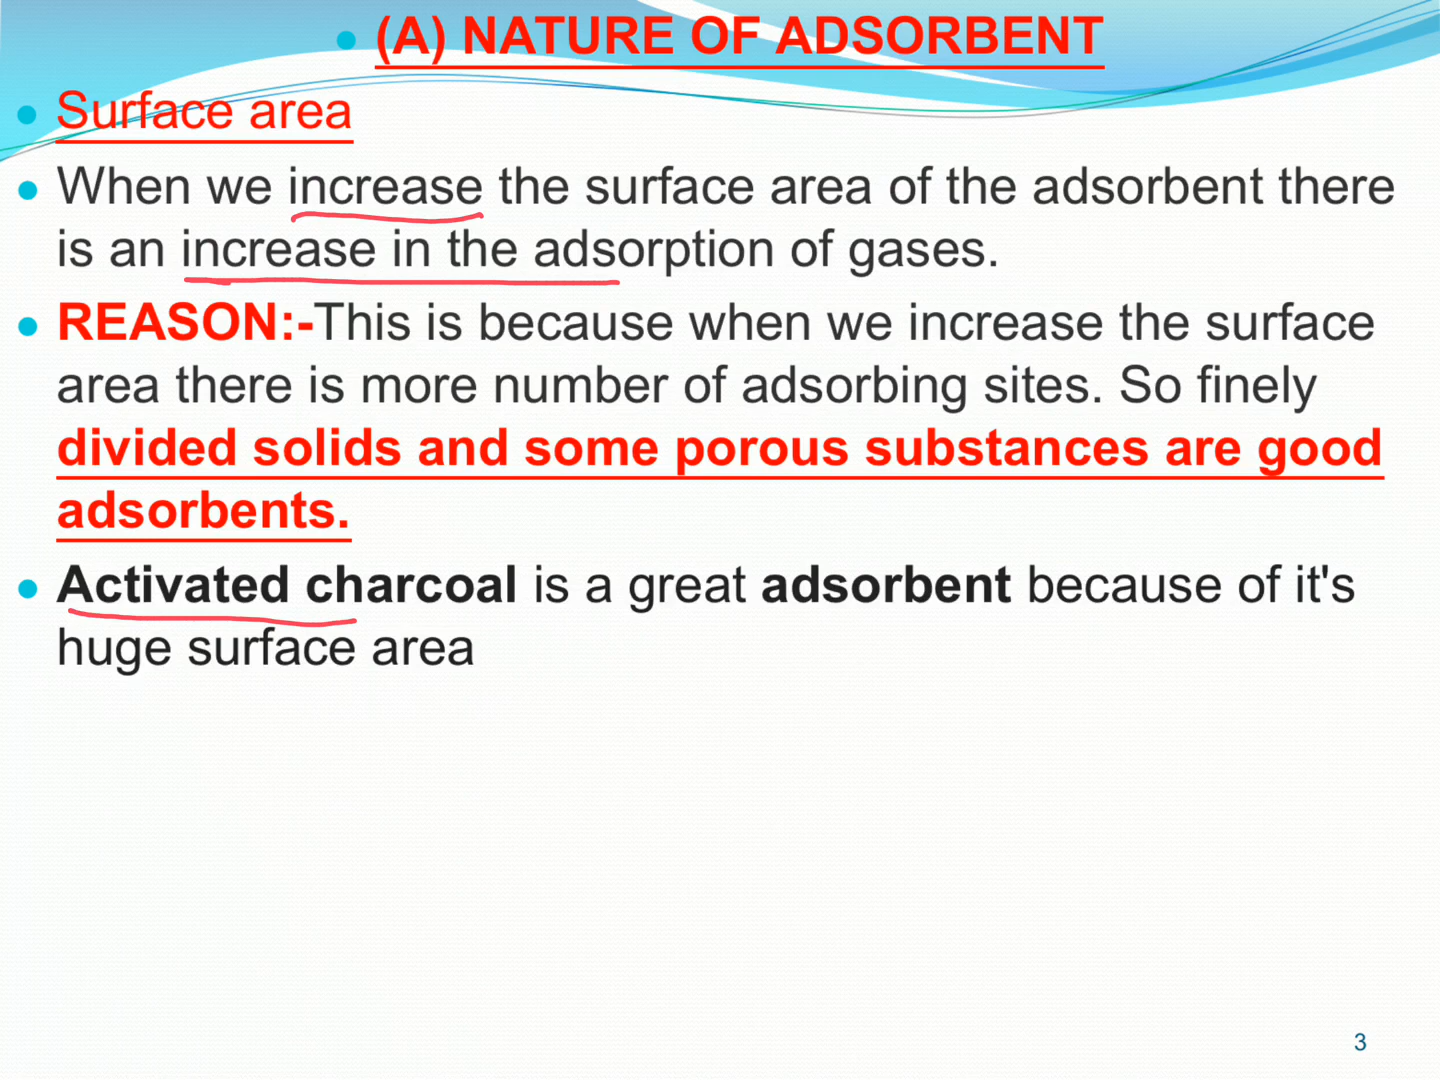 • (A) NATURE OF ADSORBENT
• Surface area
• When we increase the surface area of the adsorbent there
is an increase in the adsorption of gases.
• REASON:-This is because when we increase the surface
area there is more number of adsorbing sites. So finely
divided solids and some porous substances are good
adsorbents.
• Activated charcoal is a great adsorbent because of it's
huge surface area
3